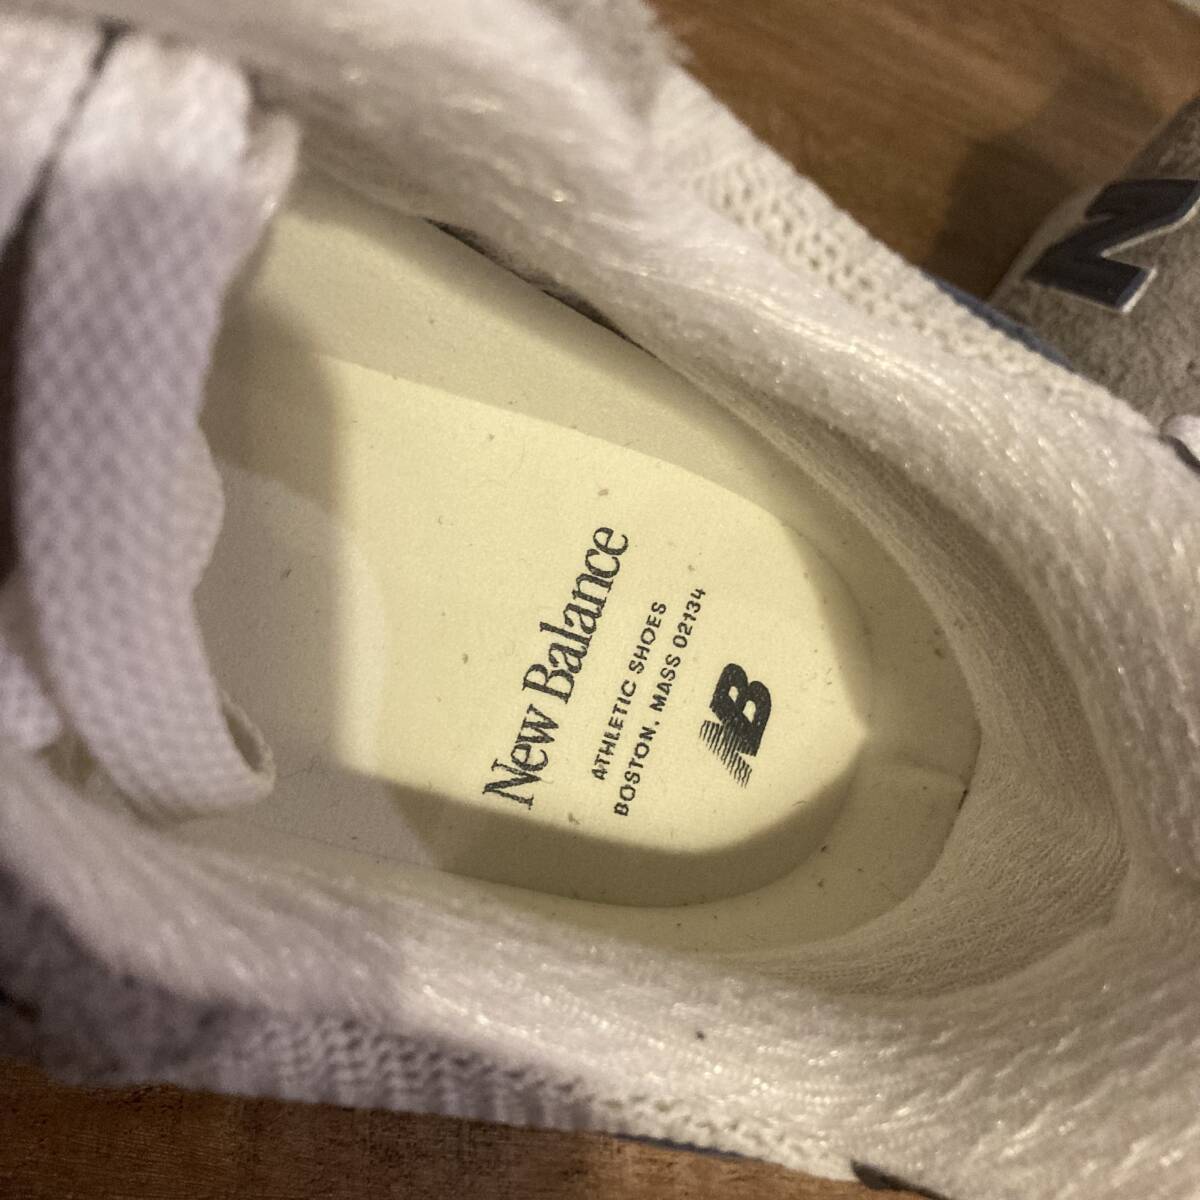 New Balance
ATHLETIC SHOES
BOSTON, MASS 02134
NB
N